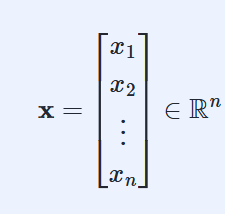 x = [x₁
x₂
⋮
xₙ] ∈ ℝⁿ